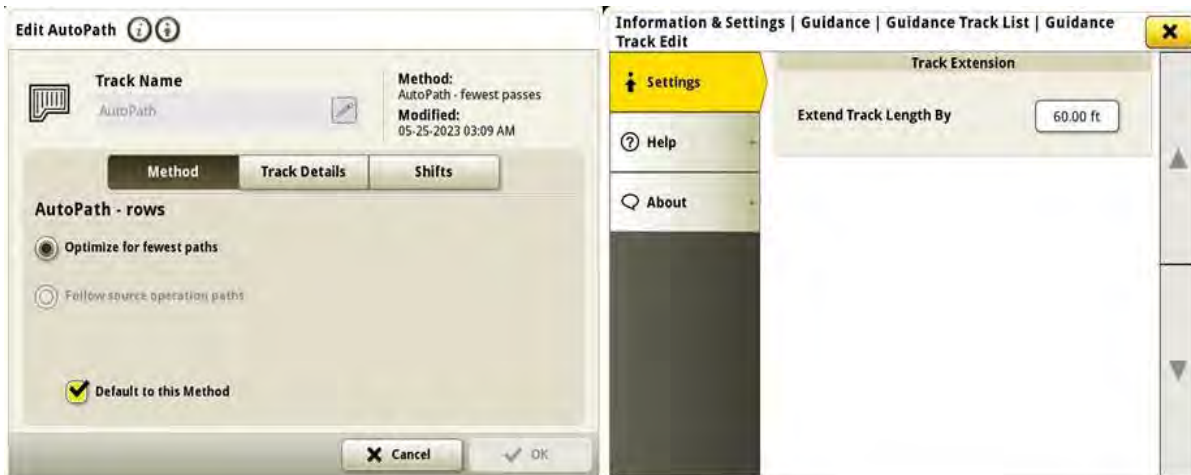 Edit AutoPath
Track Name
AutoPath
Method:
AutoPath - fewest passes
Modified:
05-25-2023 03:09 AM
Method
Track Details
Shifts
AutoPath - rows
Optimize for fewest paths
Follow source operation paths
Default to this Method
Cancel
OK
Information & Settings | Guidance | Guidance Track List | Guidance
Track Edit
Settings
Help
About
Track Extension
Extend Track Length By
60.00 ft